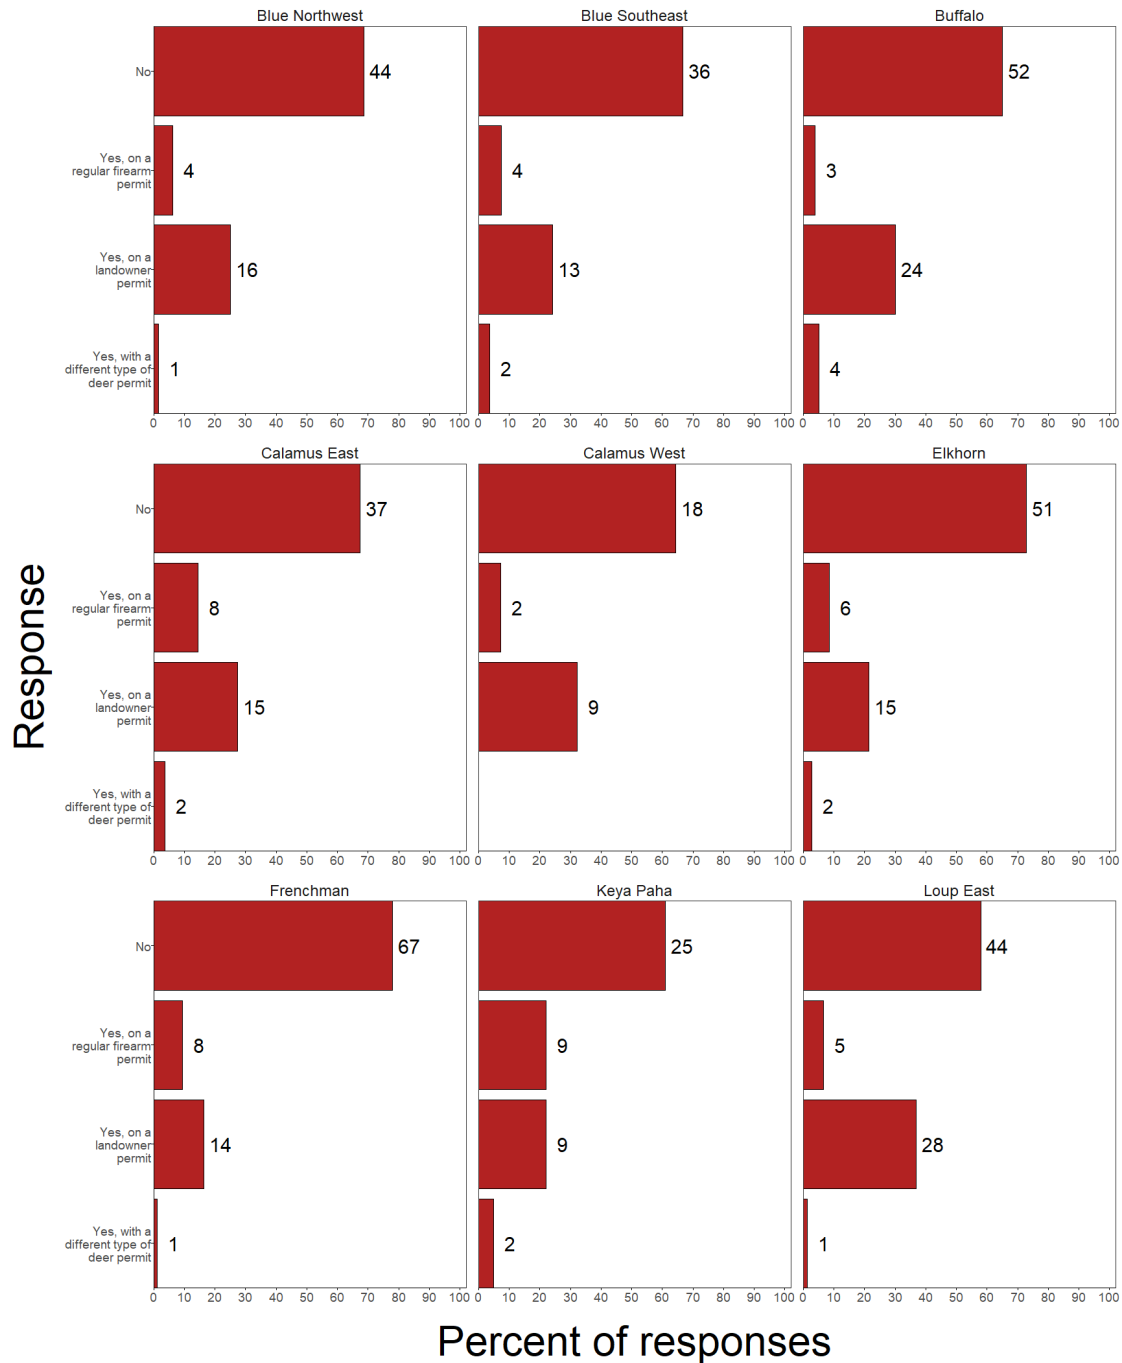 Blue Northwest
Blue Southeast
Buffalo
No
44
36
52
Yes, on a
regular firearm
permit
4
4
3
Yes, on a
landowner
permit
16
13
24
Yes, with a
different type of
deer permit
1
2
4
0 10 20 30 40 50 60 70 80 90 100
0 10 20 30 40 50 60 70 80 90 100
0 10 20 30 40 50 60 70 80 90 100
Calamus East
Calamus West
Elkhorn
No
37
18
51
Yes, on a
regular firearm
permit
8
2
6
Response
Yes, on a
landowner
permit
15
9
15
Yes, with a
different type of
deer permit
2
2
0 10 20 30 40 50 60 70 80 90 100
0 10 20 30 40 50 60 70 80 90 100
0 10 20 30 40 50 60 70 80 90 100
Frenchman
Keya Paha
Loup East
No
67
25
44
Yes, on a
regular firearm
permit
8
9
5
Yes, on a
landowner
permit
14
9
28
Yes, with a
different type of
deer permit
1
2
1
0 10 20 30 40 50 60 70 80 90 100
0 10 20 30 40 50 60 70 80 90 100
0 10 20 30 40 50 60 70 80 90 100
Percent of responses